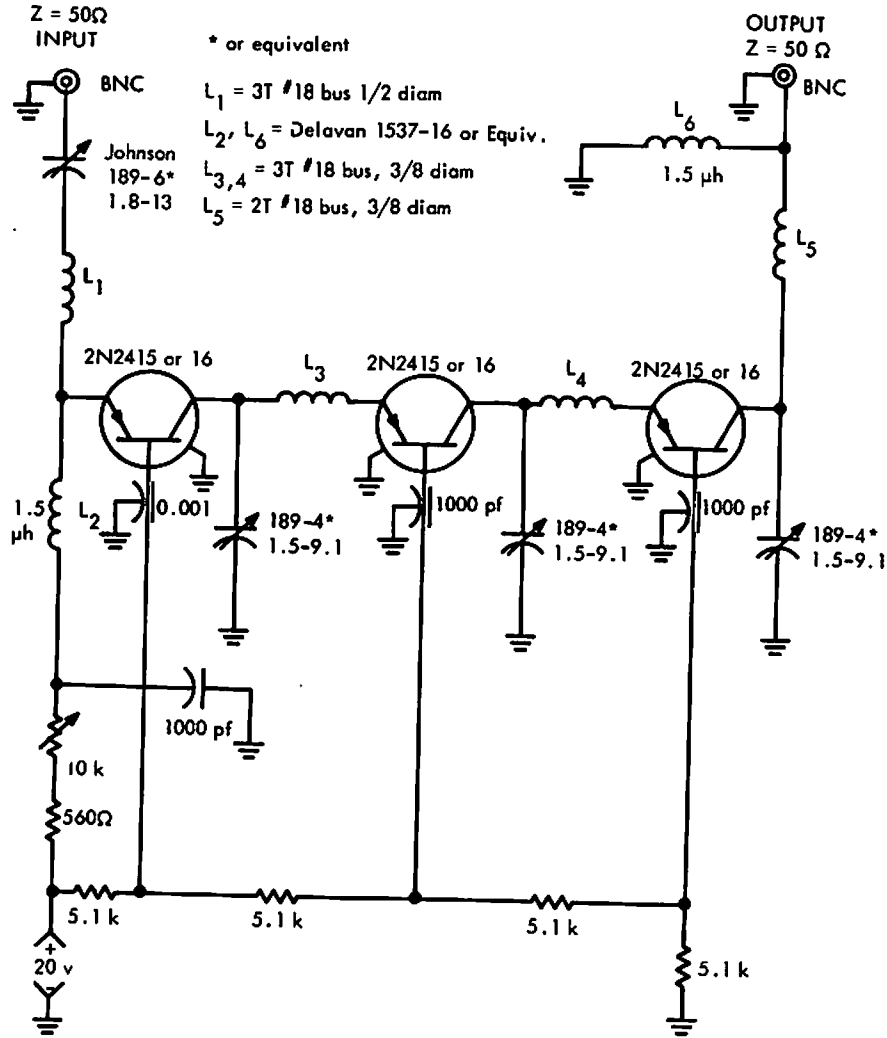 Z = 50Ω
INPUT
BNC
* or equivalent
L1 = 3T #18 bus 1/2 diam
L2, L6 = Delavan 1537-16 or Equiv.
L3,4 = 3T #18 bus, 3/8 diam
L5 = 2T #18 bus, 3/8 diam
OUTPUT
Z = 50 Ω
BNC
L6
1.5 μh
Johnson
189-6*
1.8-13
L1
L5
2N2415 or 16
L3
2N2415 or 16
L4
2N2415 or 16
1.5
μh
L2
0.001
189-4*
1.5-9.1
1000 pf
189-4*
1.5-9.1
1000 pf
189-4*
1.5-9.1
1000 pf
10 k
560Ω
5.1 k
5.1 k
5.1 k
5.1 k
+
20 v
-